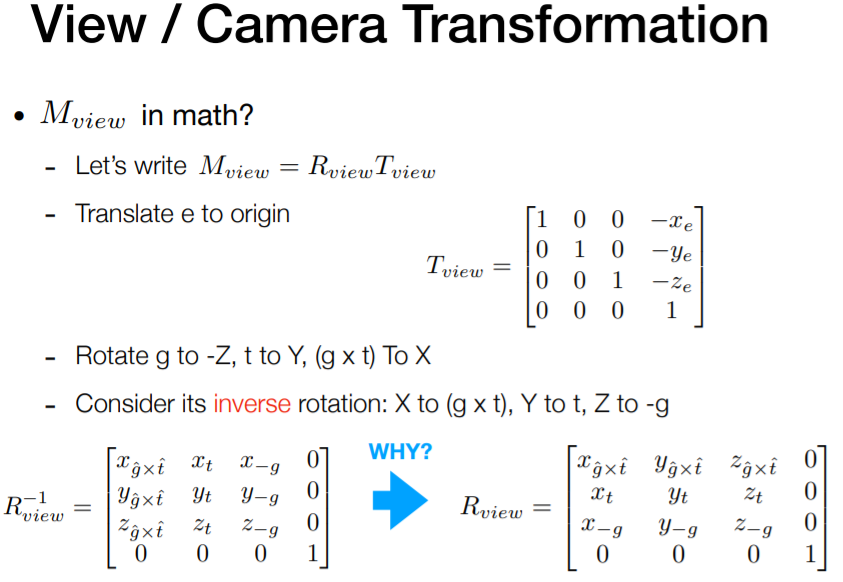 View / Camera Transformation
• $M_{view}$ in math?
- Let's write $M_{view} = R_{view}T_{view}$
- Translate e to origin
$T_{view} = \begin{bmatrix} 1 & 0 & 0 & -x_e \\ 0 & 1 & 0 & -y_e \\ 0 & 0 & 1 & -z_e \\ 0 & 0 & 0 & 1 \end{bmatrix}$
- Rotate g to -Z, t to Y, (g x t) To X
- Consider its inverse rotation: X to (g x t), Y to t, Z to -g
$R_{view}^{-1} = \begin{bmatrix} x_{\hat{g}\times\hat{t}} & x_t & x_{-g} & 0 \\ y_{\hat{g}\times\hat{t}} & y_t & y_{-g} & 0 \\ z_{\hat{g}\times\hat{t}} & z_t & z_{-g} & 0 \\ 0 & 0 & 0 & 1 \end{bmatrix}$
WHY?
$R_{view} = \begin{bmatrix} x_{\hat{g}\times\hat{t}} & y_{\hat{g}\times\hat{t}} & z_{\hat{g}\times\hat{t}} & 0 \\ x_t & y_t & z_t & 0 \\ x_{-g} & y_{-g} & z_{-g} & 0 \\ 0 & 0 & 0 & 1 \end{bmatrix}$